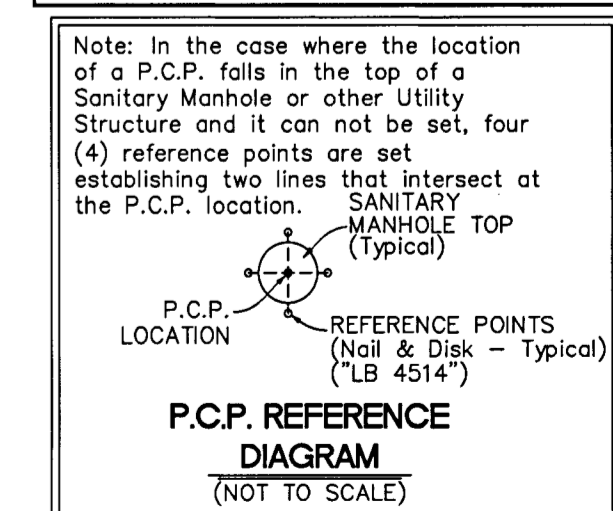 Note: In the case where the location
of a P.C.P. falls in the top of a
Sanitary Manhole or other Utility
Structure and it can not be set, four
(4) reference points are set
establishing two lines that intersect at
the P.C.P. location.
SANITARY
MANHOLE TOP
(Typical)
P.C.P.
LOCATION
REFERENCE POINTS
(Nail & Disk – Typical)
("LB 4514")
P.C.P. REFERENCE
DIAGRAM
(NOT TO SCALE)